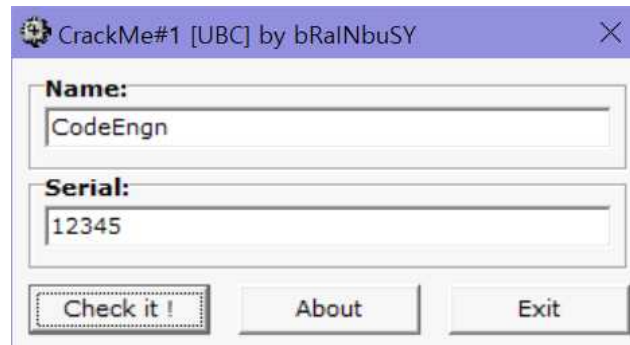 CrackMe#1 [UBC] by bRaINbuSY
Name:
CodeEngn
Serial:
12345
Check it ! About Exit